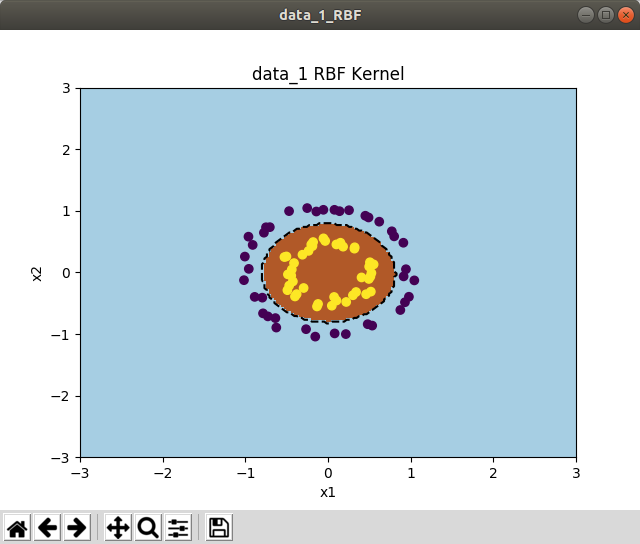 data_1_RBF
data_1 RBF Kernel
3
2
1
0
−1
−2
−3
x2
−3 −2 −1 0 1 2 3
x1